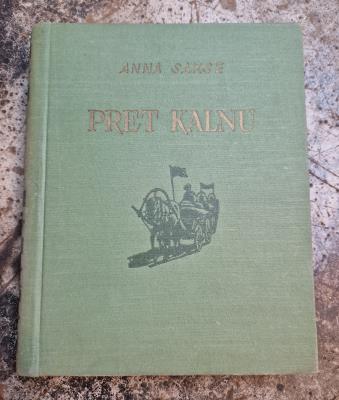 ANNA SAKSE
PRET KALNU